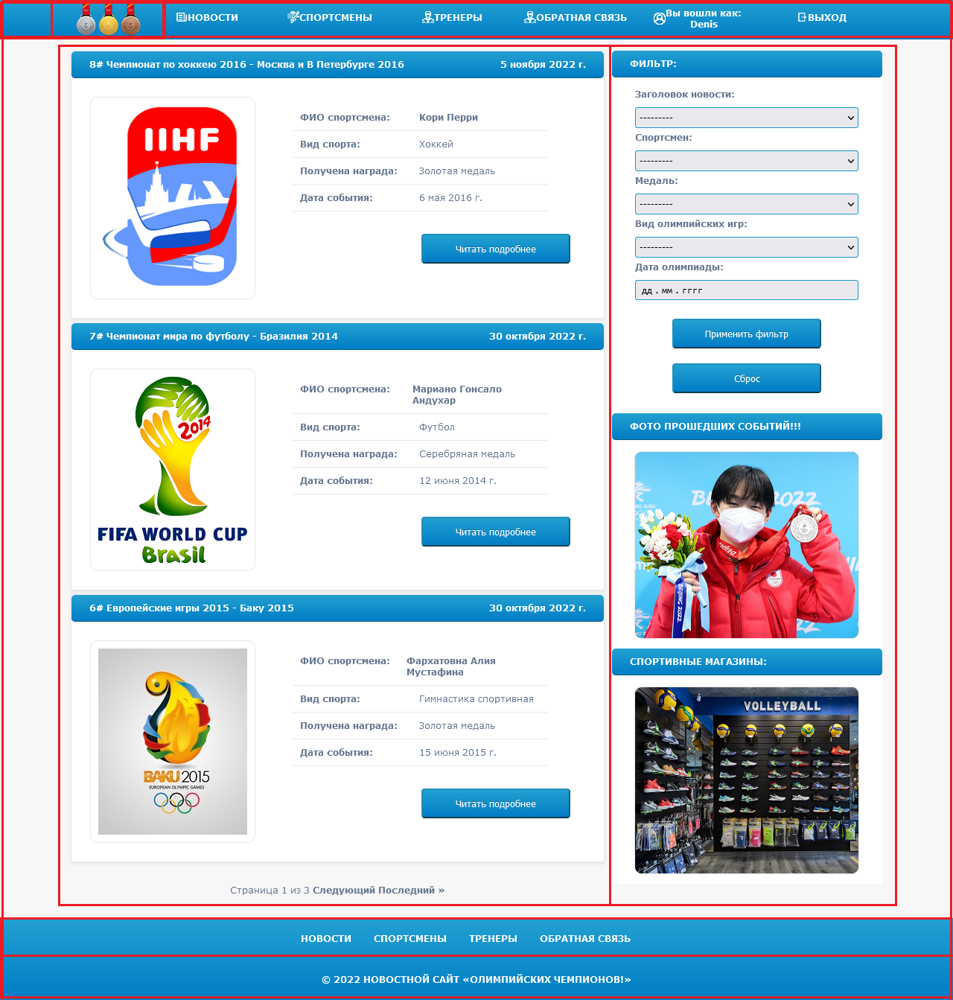 НОВОСТИ СПОРТСМЕНЫ ТРЕНЕРЫ ОБРАТНАЯ СВЯЗЬ Вы вошли как: ВЫХОД
Denis
8# Чемпионат по хоккею 2016 - Москва и В Петербурге 2016 5 ноября 2022 г.
IIHF
ФИО спортсмена: Кори Перри
Вид спорта: Хоккей
Получена награда: Золотая медаль
Дата события: 6 мая 2016 г.
Читать подробнее
7# Чемпионат мира по футболу - Бразилия 2014 30 октября 2022 г.
2014
FIFA WORLD CUP
Brasil
ФИО спортсмена: Мариано Гонсало
Андухар
Вид спорта: Футбол
Получена награда: Серебряная медаль
Дата события: 12 июня 2014 г.
Читать подробнее
6# Европейские игры 2015 - Баку 2015 30 октября 2022 г.
BAKU 2015
EUROPEAN OLYMPIC GAMES
ФИО спортсмена: Фархатовна Алия
Мустафина
Вид спорта: Гимнастика спортивная
Получена награда: Золотая медаль
Дата события: 15 июня 2015 г.
Читать подробнее
Страница 1 из 3 Следующий Последний »
ФИЛЬТР:
Заголовок новости:
---------
Спортсмен:
---------
Медаль:
---------
Вид олимпийских игр:
---------
Дата олимпиады:
дд . мм . гггг
Применить фильтр
Сброс
ФОТО ПРОШЕДШИХ СОБЫТИЙ!!!
2022
BEIJING 2022
СПОРТИВНЫЕ МАГАЗИНЫ:
VOLLEYBALL
НОВОСТИ СПОРТСМЕНЫ ТРЕНЕРЫ ОБРАТНАЯ СВЯЗЬ
© 2022 НОВОСТНОЙ САЙТ «ОЛИМПИЙСКИХ ЧЕМПИОНОВ!»